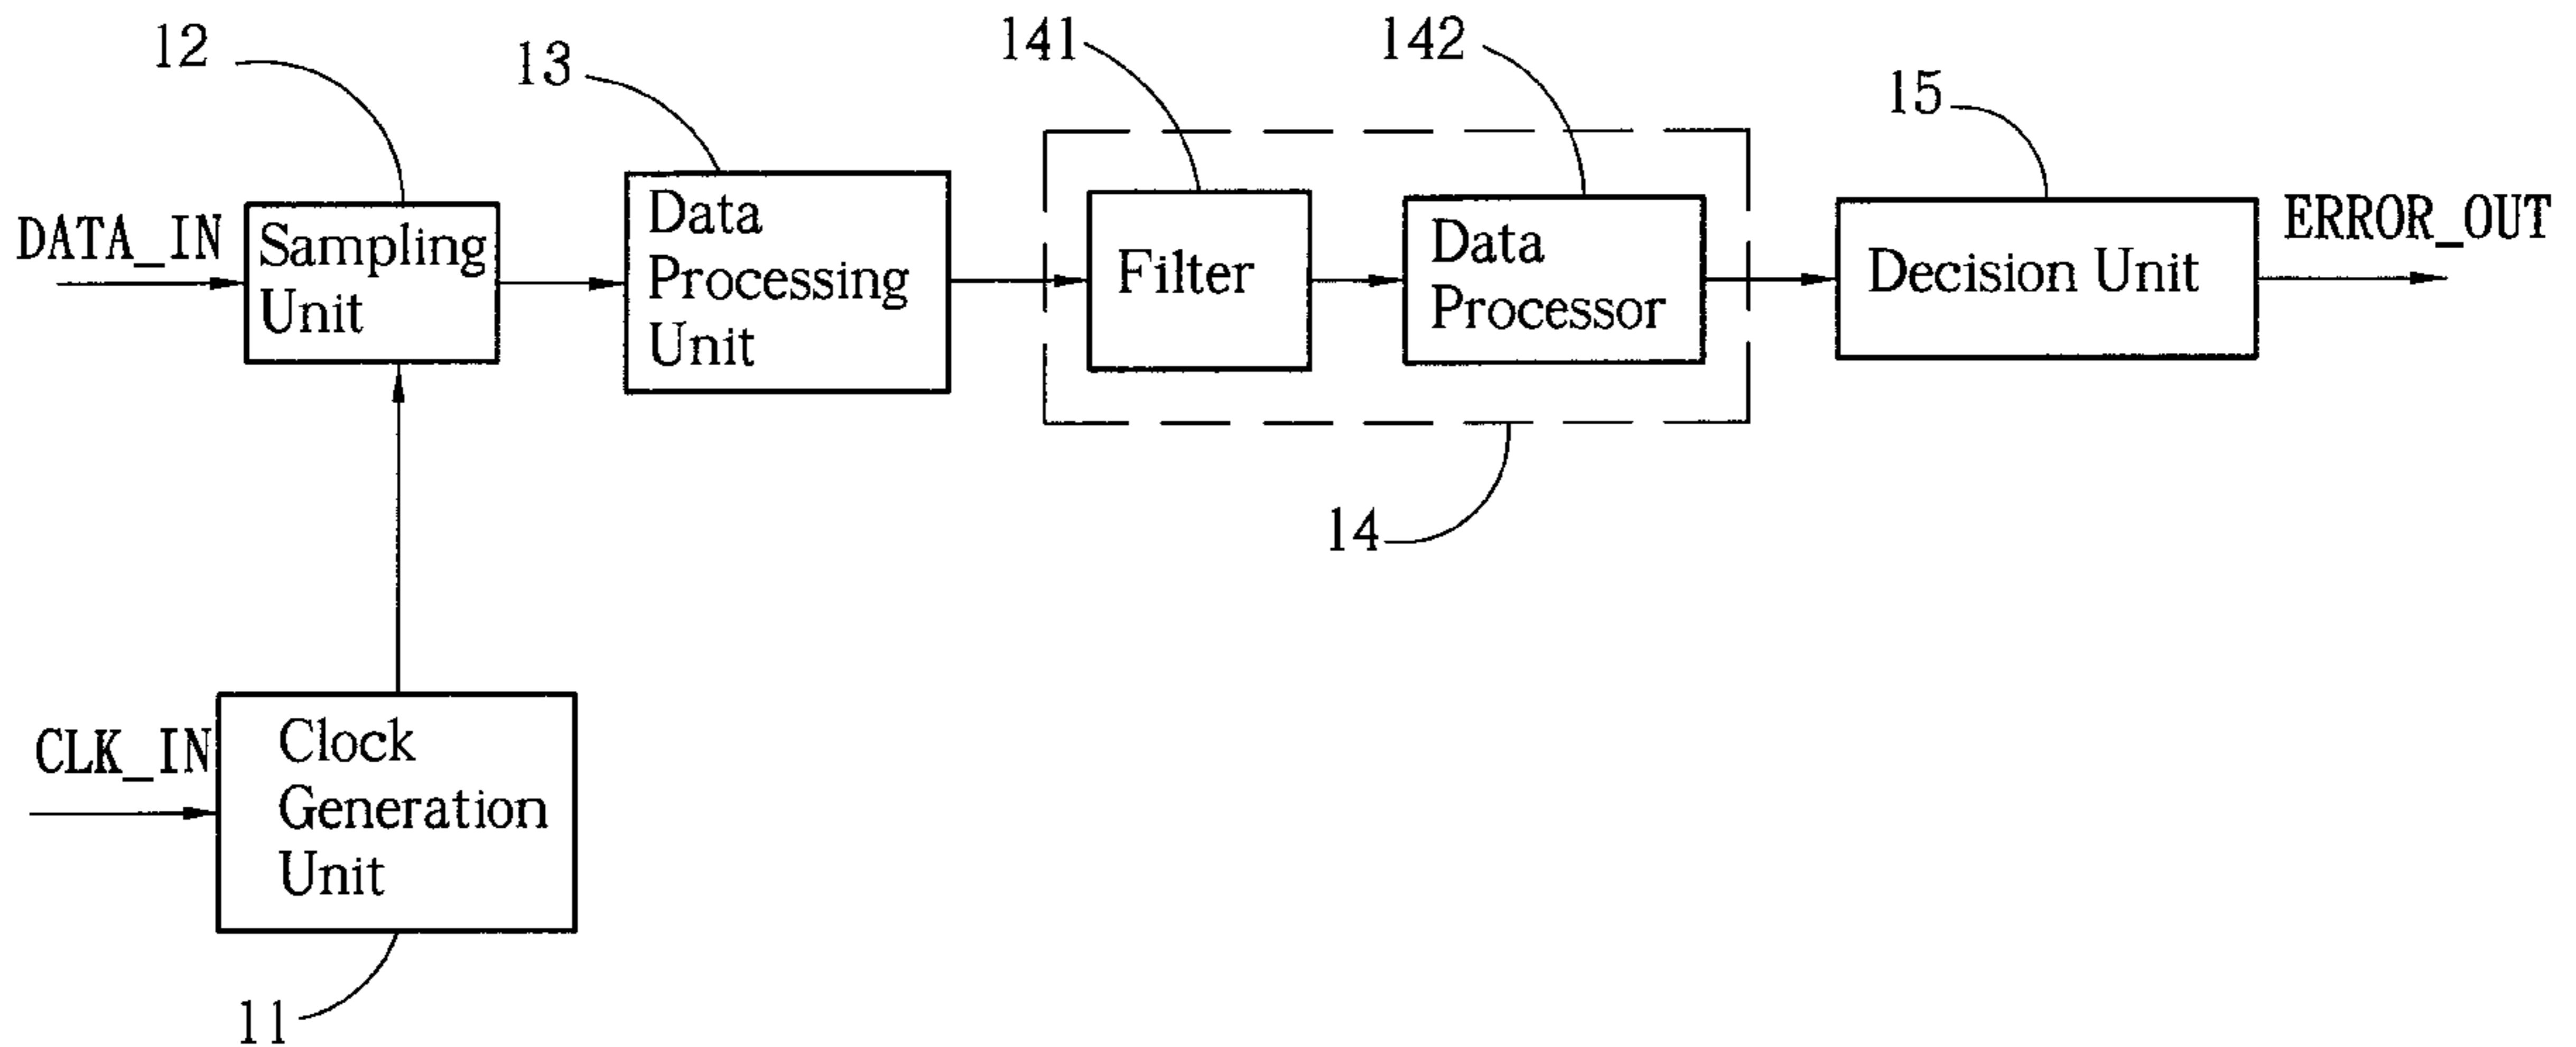 12
13
141
142
15
DATA_IN
Sampling
Unit
Data
Processing
Unit
Filter
Data
Processor
Decision Unit
ERROR_OUT
14
CLK_IN
Clock
Generation
Unit
11